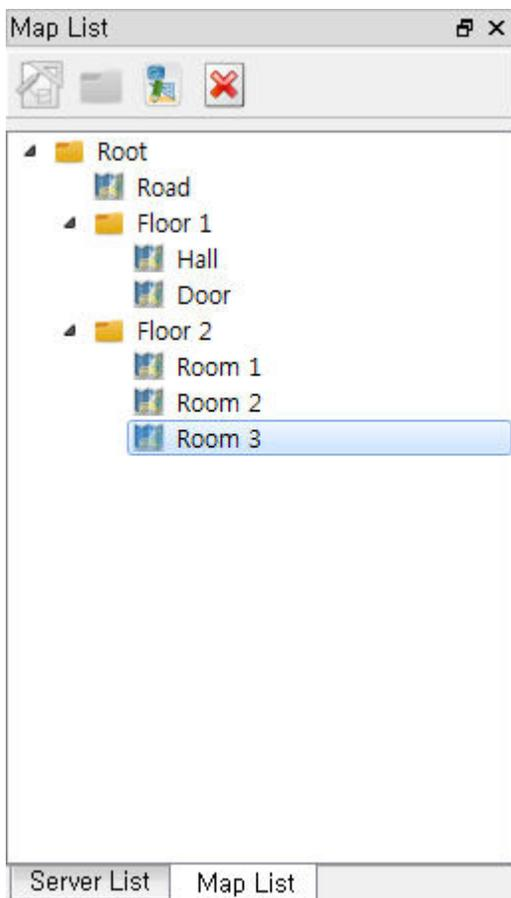 Map List
Root
Road
Floor 1
Hall
Door
Floor 2
Room 1
Room 2
Room 3
Server List Map List